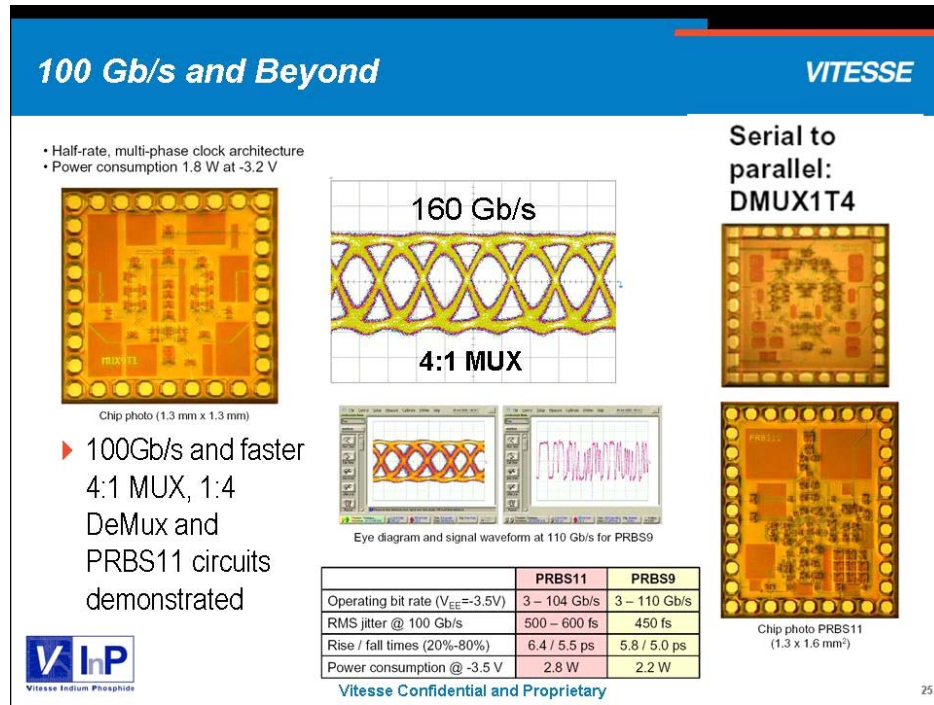 100 Gb/s and Beyond
VITESSE
• Half-rate, multi-phase clock architecture
• Power consumption 1.8 W at -3.2 V
Serial to
parallel:
DMUX1T4
160 Gb/s
4:1 MUX
Chip photo (1.3 mm x 1.3 mm)
100Gb/s and faster
4:1 MUX, 1:4
DeMux and
PRBS11 circuits
demonstrated
PRBS11
Eye diagram and signal waveform at 110 Gb/s for PRBS9
PRBS11 PRBS9
Operating bit rate (VEE=-3.5V) 3 – 104 Gb/s 3 – 110 Gb/s
RMS jitter @ 100 Gb/s 500 – 600 fs 450 fs
Rise / fall times (20%-80%) 6.4 / 5.5 ps 5.8 / 5.0 ps
Power consumption @ -3.5 V 2.8 W 2.2 W
Chip photo PRBS11
(1.3 x 1.6 mm²)
V InP
Vitesse Indium Phosphide
Vitesse Confidential and Proprietary
25